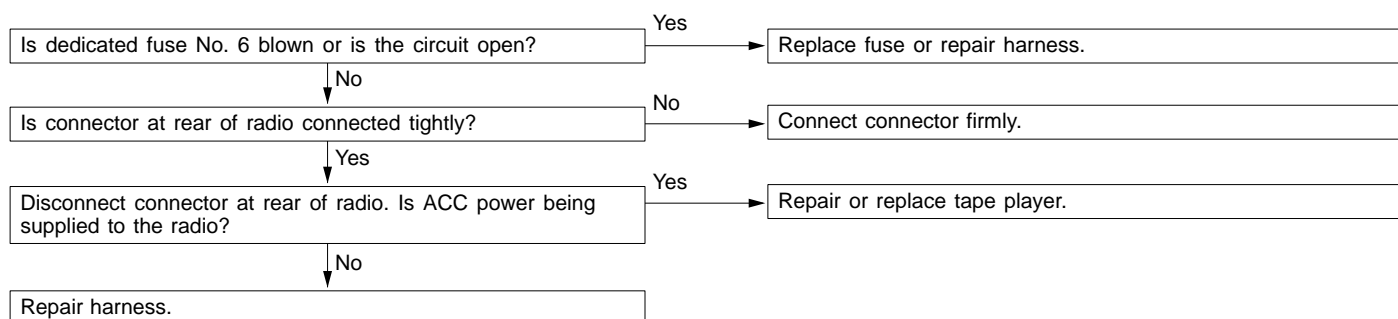 Yes
Is dedicated fuse No. 6 blown or is the circuit open?
Replace fuse or repair harness.
No
No
Is connector at rear of radio connected tightly?
Connect connector firmly.
Yes
Yes
Disconnect connector at rear of radio. Is ACC power being
supplied to the radio?
Repair or replace tape player.
No
Repair harness.